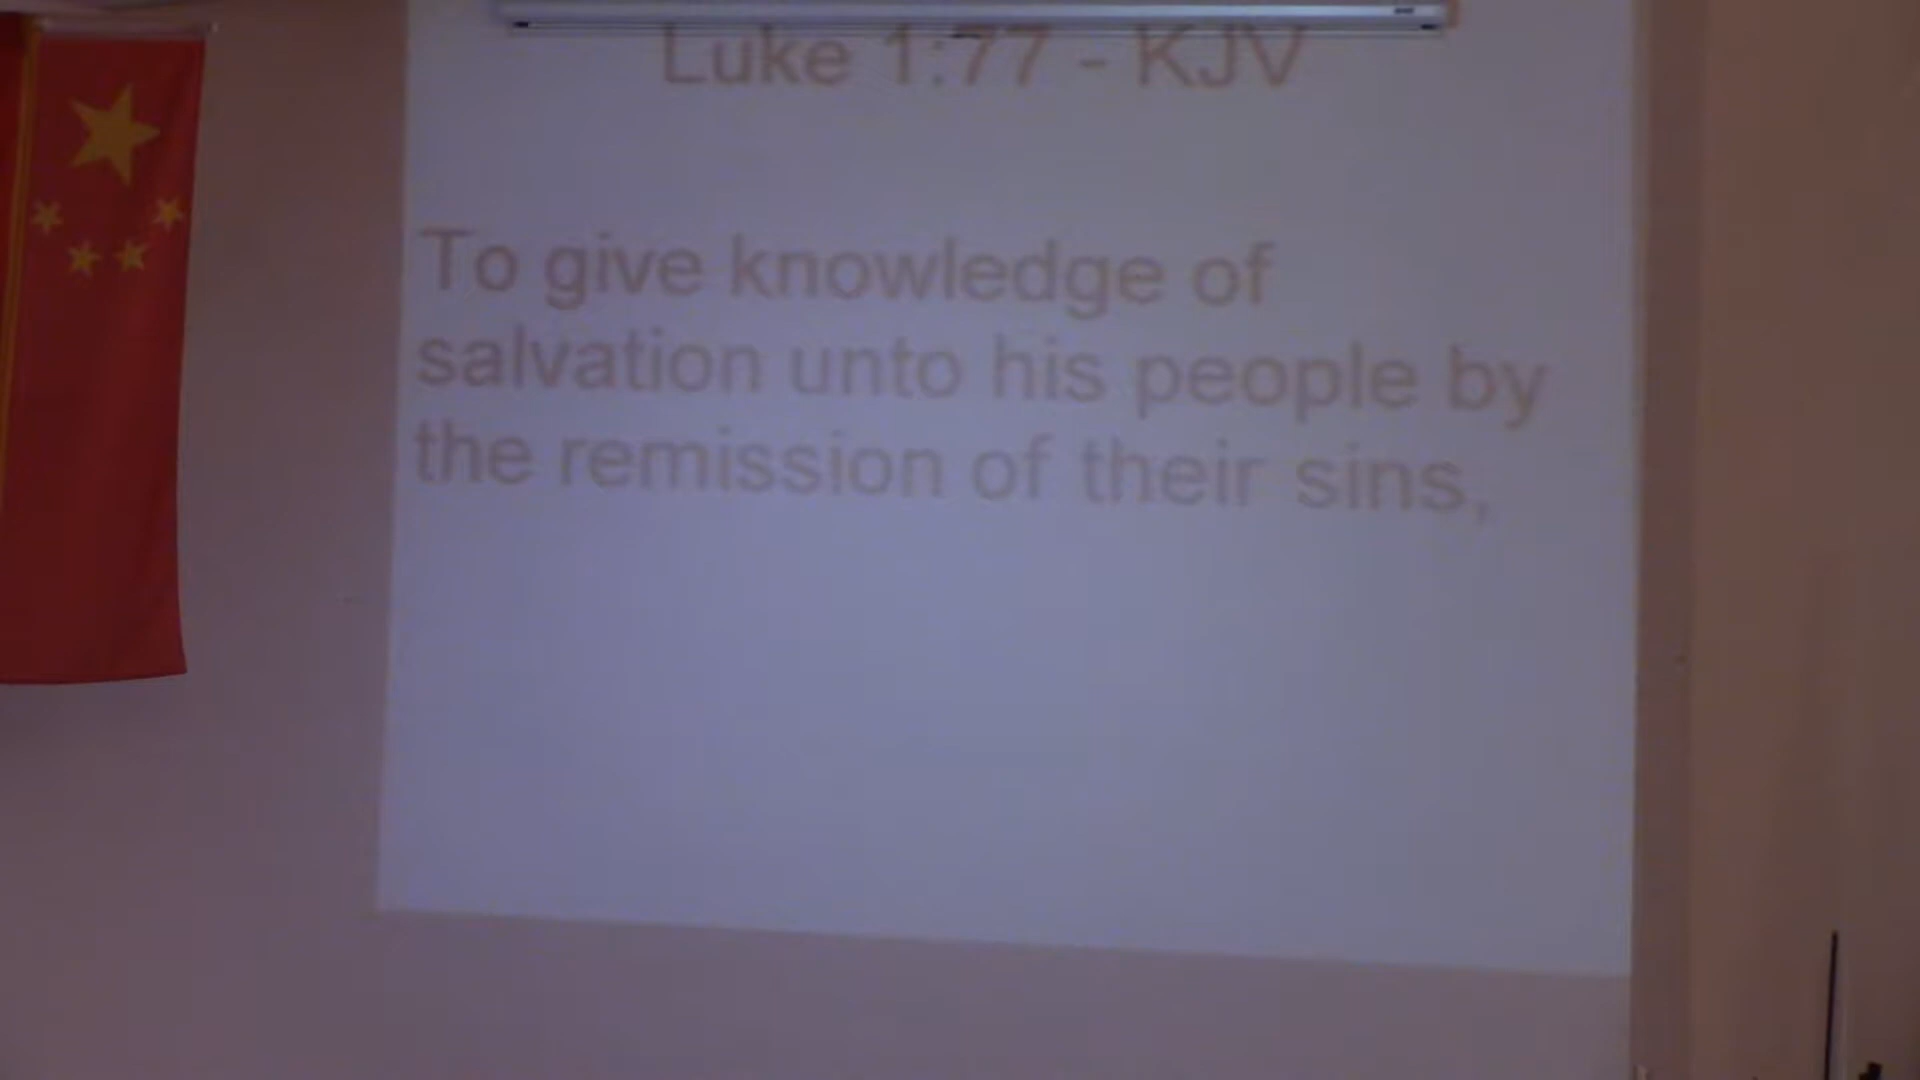 Luke 1:77 - KJV
To give knowledge of
salvation unto his people by
the remission of their sins,